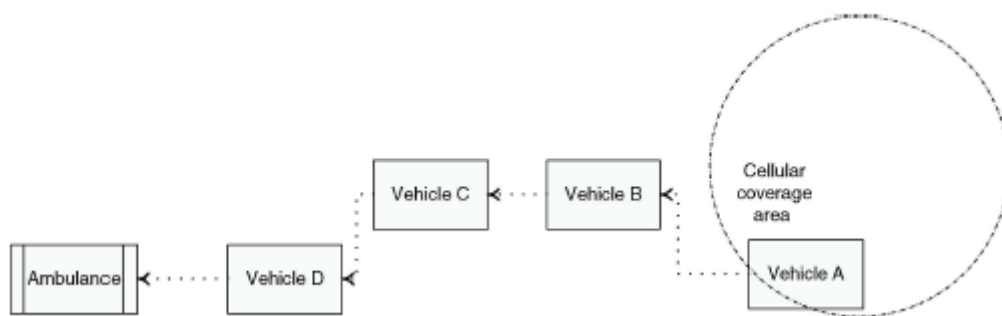 Cellular
coverage
area
Vehicle C
Vehicle B
Ambulance
Vehicle D
Vehicle A